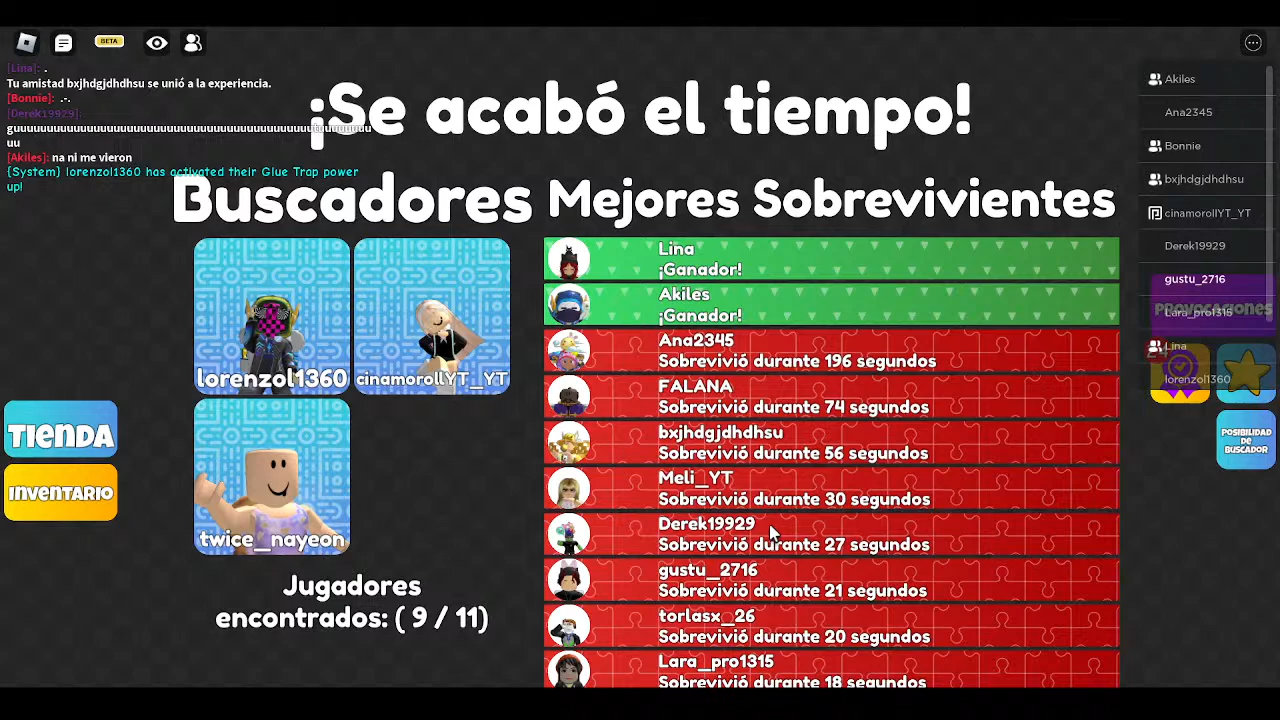 BETA
[Lina]: .
Tu amistad bxjhdgjdhdhsu se unió a la experiencia.
[Bonnie]: .-.
[Derek19929]:
uu
[Akiles]: na ni me vieron
{System} lorenzol1360 has activated their Glue Trap power
up!
¡Se acabó el tiempo!
Buscadores
lorenzol1360
cinamorollYT_YT
twice_nayeon
Jugadores
encontrados: ( 9 / 11)
Mejores Sobrevivientes
Lina
¡Ganador!
Akiles
¡Ganador!
Ana2345
Sobrevivió durante 196 segundos
FALANA
Sobrevivió durante 74 segundos
bxjhdgjdhdhsu
Sobrevivió durante 56 segundos
Meli_YT
Sobrevivió durante 30 segundos
Derek19929
Sobrevivió durante 27 segundos
gustu_2716
Sobrevivió durante 21 segundos
torlasx_26
Sobrevivió durante 20 segundos
Lara_pro1315
Sobrevivió durante 18 segundos
TIENDA
INVENTARIO
Akiles
Ana2345
Bonnie
bxjhdgjdhdhsu
cinamorollYT_YT
Derek19929
gustu_2716
PROVOCACIONES
Lara_pro1315
Lina
lorenzol1360
POSIBILIDAD
DE
BUSCADOR